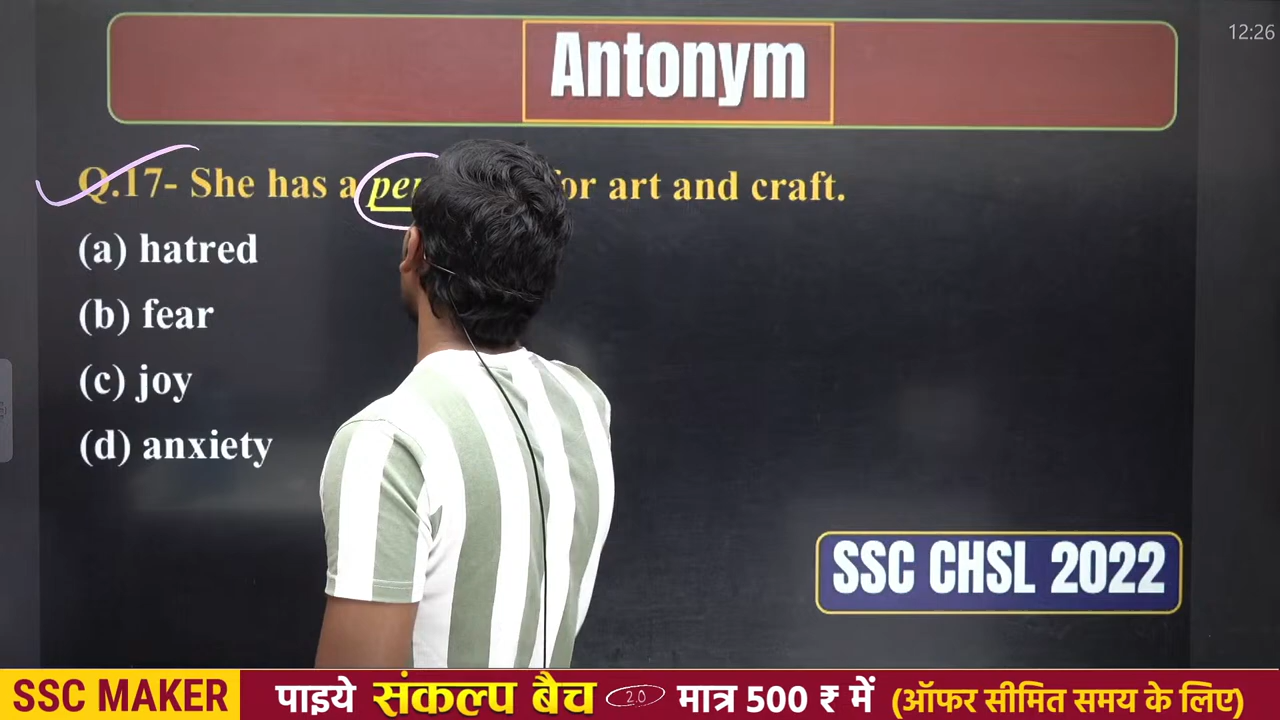 12:26
Antonym
Q.17- She has a for art and craft.
(a) hatred
(b) fear
(c) joy
(d) anxiety
SSC CHSL 2022
SSC MAKER पाइये संकल्प बैच 2.0 मात्र 500 ₹ में (ऑफर सीमित समय के लिए)